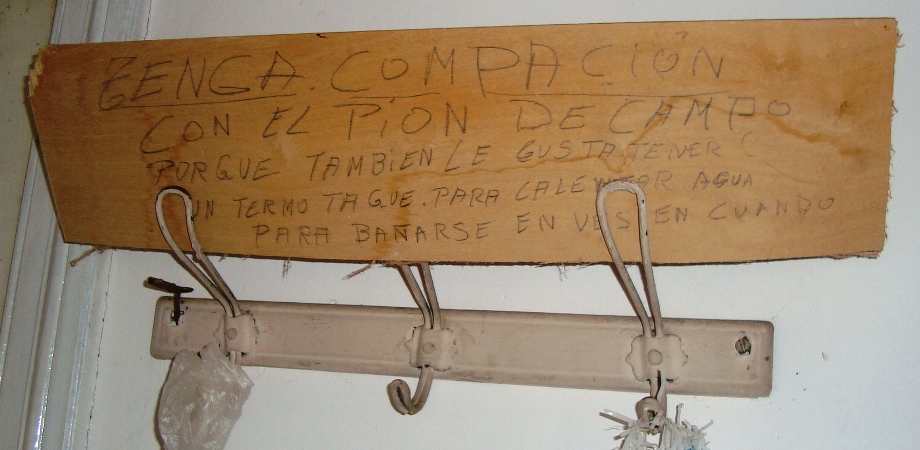 TENGA. COMPACIÓN
CON EL PION DE CAMPO
PORGUE TAMBIEN LE GUSTA TENER
UN TERMO TAGUE. PARA CALENTAR AGUA
PARA BAÑARSE EN VES EN CUANDO